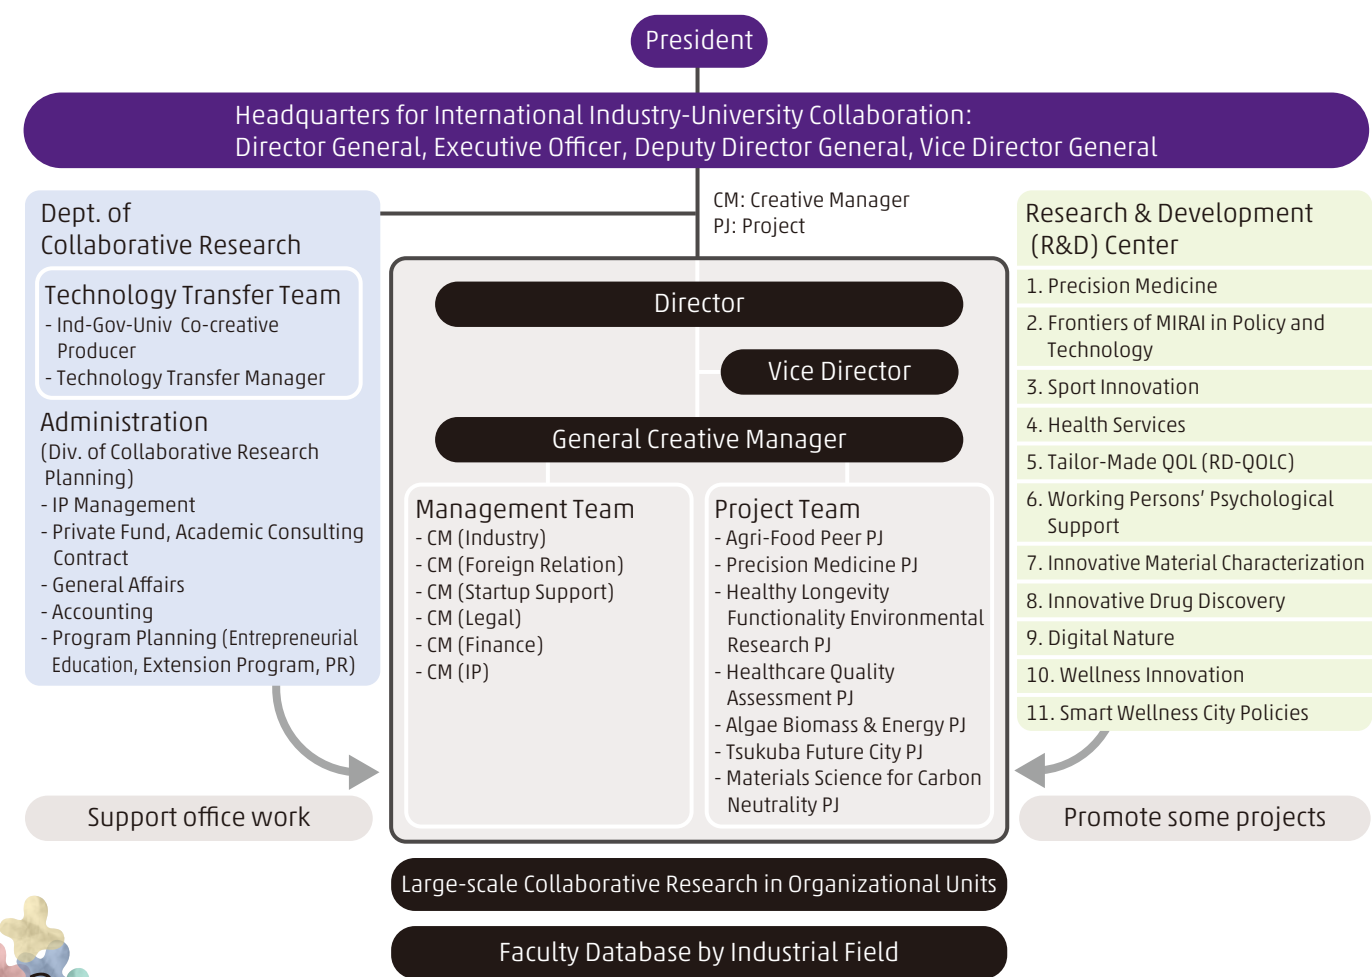 President
Headquarters for International Industry-University Collaboration:
Director General, Executive Officer, Deputy Director General, Vice Director General
CM: Creative Manager
PJ: Project
Dept. of
Collaborative Research
Technology Transfer Team
- Ind-Gov-Univ Co-creative
Producer
- Technology Transfer Manager
Administration
(Div. of Collaborative Research
Planning)
- IP Management
- Private Fund, Academic Consulting
Contract
- General Affairs
- Accounting
- Program Planning (Entrepreneurial
Education, Extension Program, PR)
Support office work
Director
Vice Director
General Creative Manager
Management Team
- CM (Industry)
- CM (Foreign Relation)
- CM (Startup Support)
- CM (Legal)
- CM (Finance)
- CM (IP)
Project Team
- Agri-Food Peer PJ
- Precision Medicine PJ
- Healthy Longevity
Functionality Environmental
Research PJ
- Healthcare Quality
Assessment PJ
- Algae Biomass & Energy PJ
- Tsukuba Future City PJ
- Materials Science for Carbon
Neutrality PJ
Research & Development
(R&D) Center
1. Precision Medicine
2. Frontiers of MIRAI in Policy and
Technology
3. Sport Innovation
4. Health Services
5. Tailor-Made QOL (RD-QOLC)
6. Working Persons' Psychological
Support
7. Innovative Material Characterization
8. Innovative Drug Discovery
9. Digital Nature
10. Wellness Innovation
11. Smart Wellness City Policies
Promote some projects
Large-scale Collaborative Research in Organizational Units
Faculty Database by Industrial Field